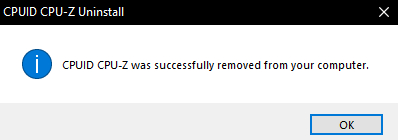 CPUID CPU-Z Uninstall
CPUID CPU-Z was successfully removed from your computer.
OK